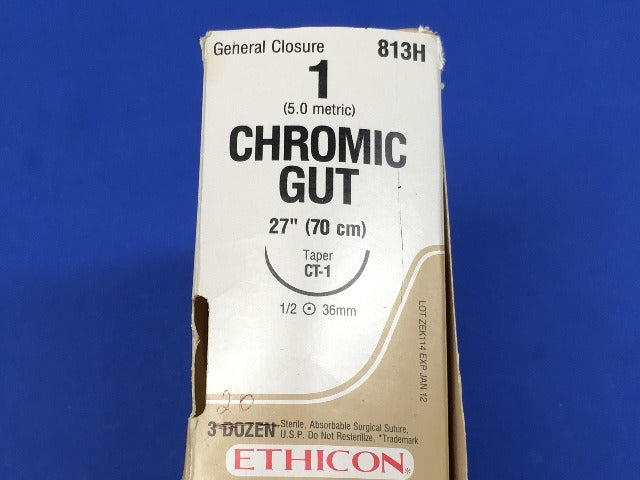 General Closure 813H
1
(5.0 metric)
CHROMIC
GUT
27" (70 cm)
Taper
CT-1
1/2 ⊙ 36mm
LOT ZEK114 EXP JAN 12
20
3 DOZEN Sterile, Absorbable Surgical Suture,
U.S.P. Do Not Resterilize. *Trademark
ETHICON*